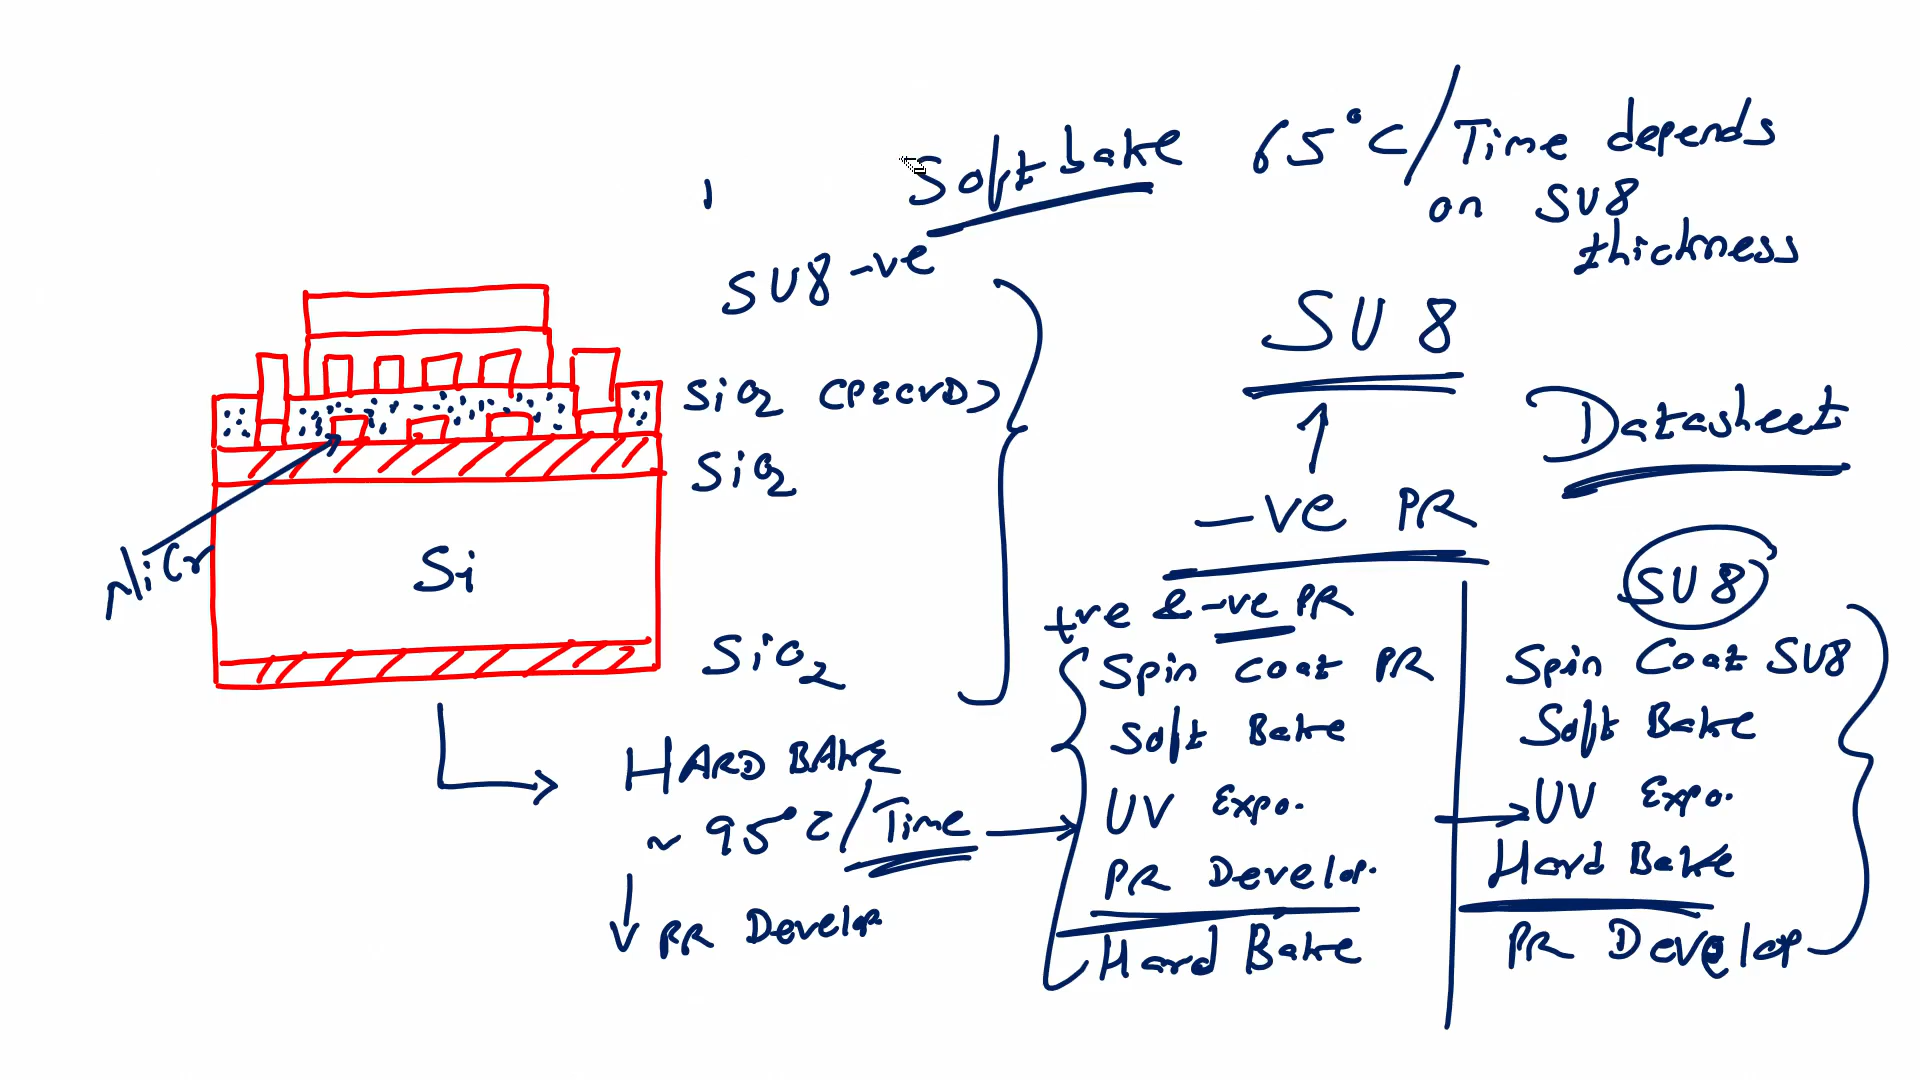 Soft bake 65°C/Time depends
on SU8
thickness
SU8 -ve
SiO2 (PECVD)
SiO2
NiCr
Si
SiO2
SU 8
-ve PR
Datasheet
HARD BAKE
~ 95°C/Time
PR Develop
+ve & -ve PR
Spin Coat PR
Soft Bake
UV Expo.
PR Develop.
Hard Bake
SU8
Spin Coat SU8
Soft Bake
UV Expo.
Hard Bake
PR Develop